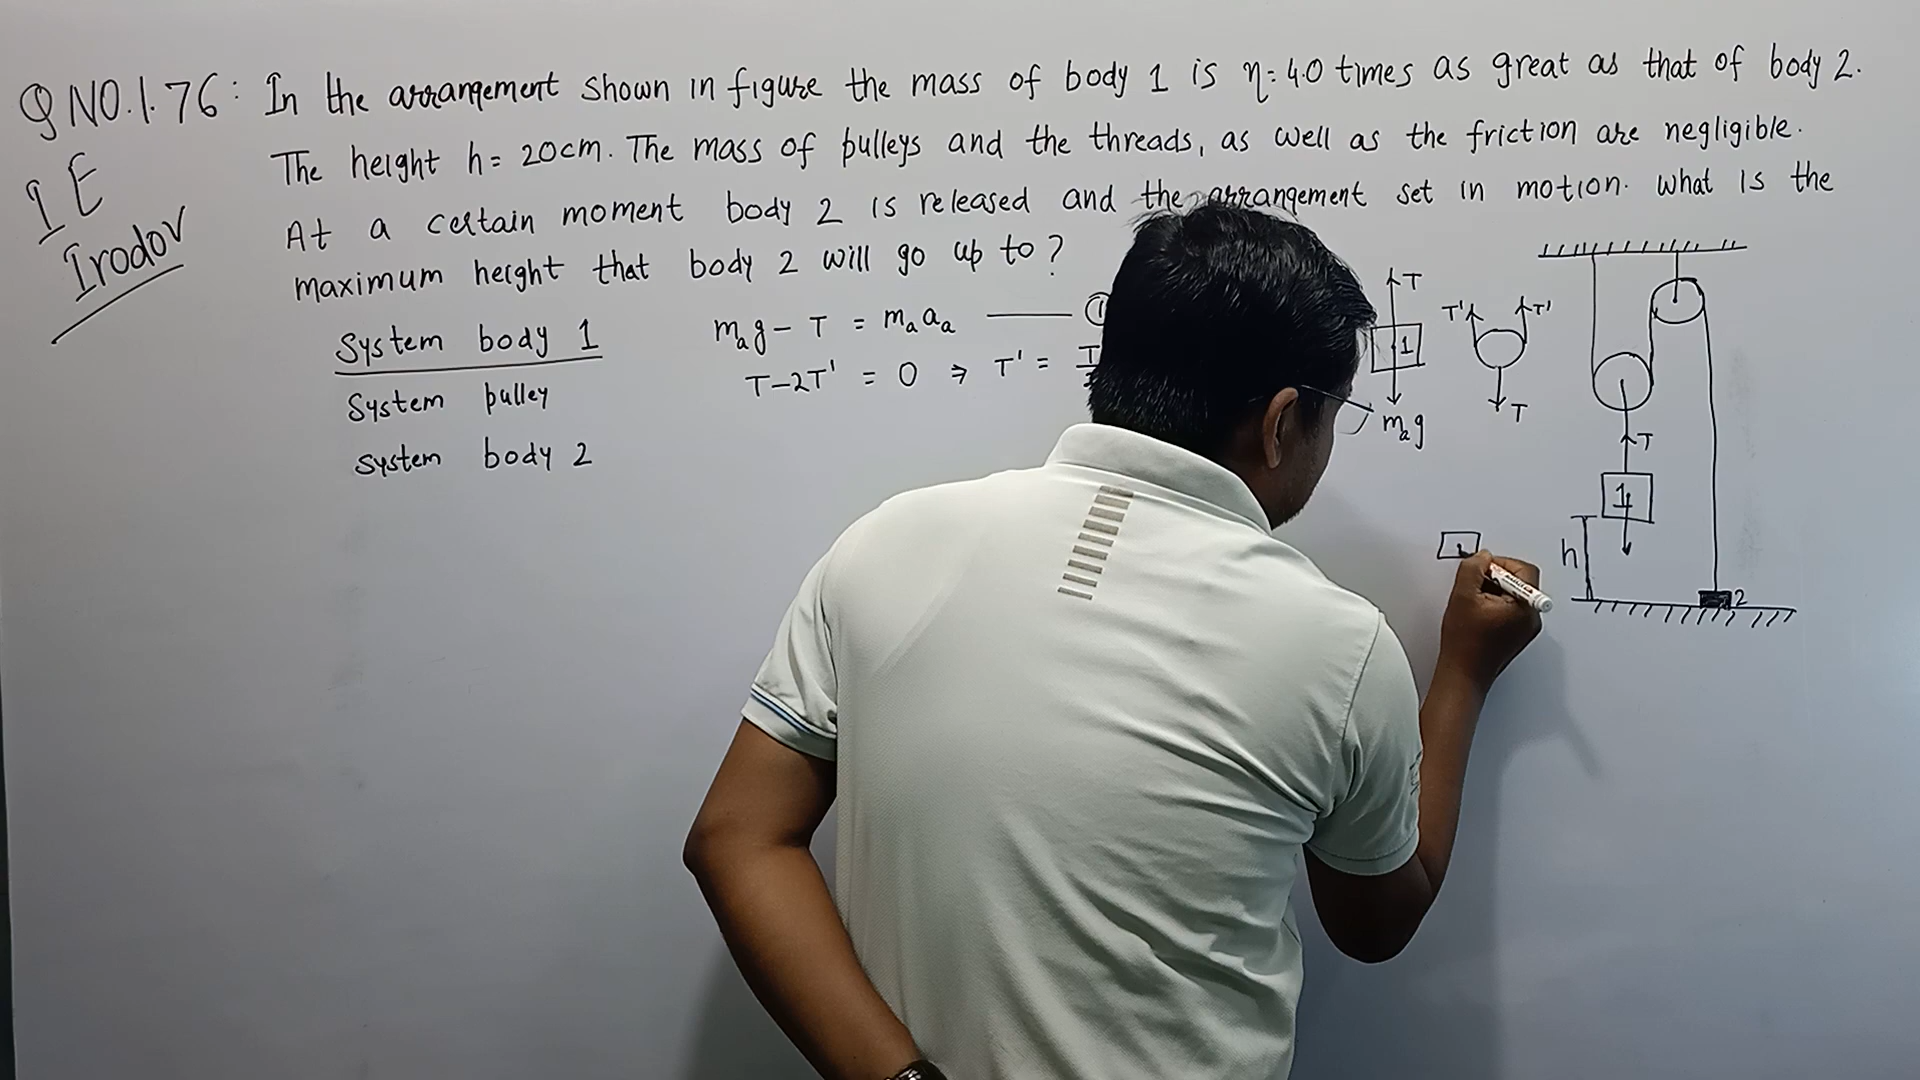 Q NO.1.76: In the arrangement shown in figure the mass of body 1 is η = 4.0 times as great as that of body 2.
The height h = 20cm. The mass of pulleys and the threads, as well as the friction are negligible.
At a certain moment body 2 is released and the arrangement set in motion. What is the
maximum height that body 2 will go up to?
I E
Irodov
System body 1
m₂g - T = m₂a₂ ①
System pulley
T-2T' = 0 ⇒ T' =
System body 2
T
1
m₂g
T' T'
T
T
1
h
2